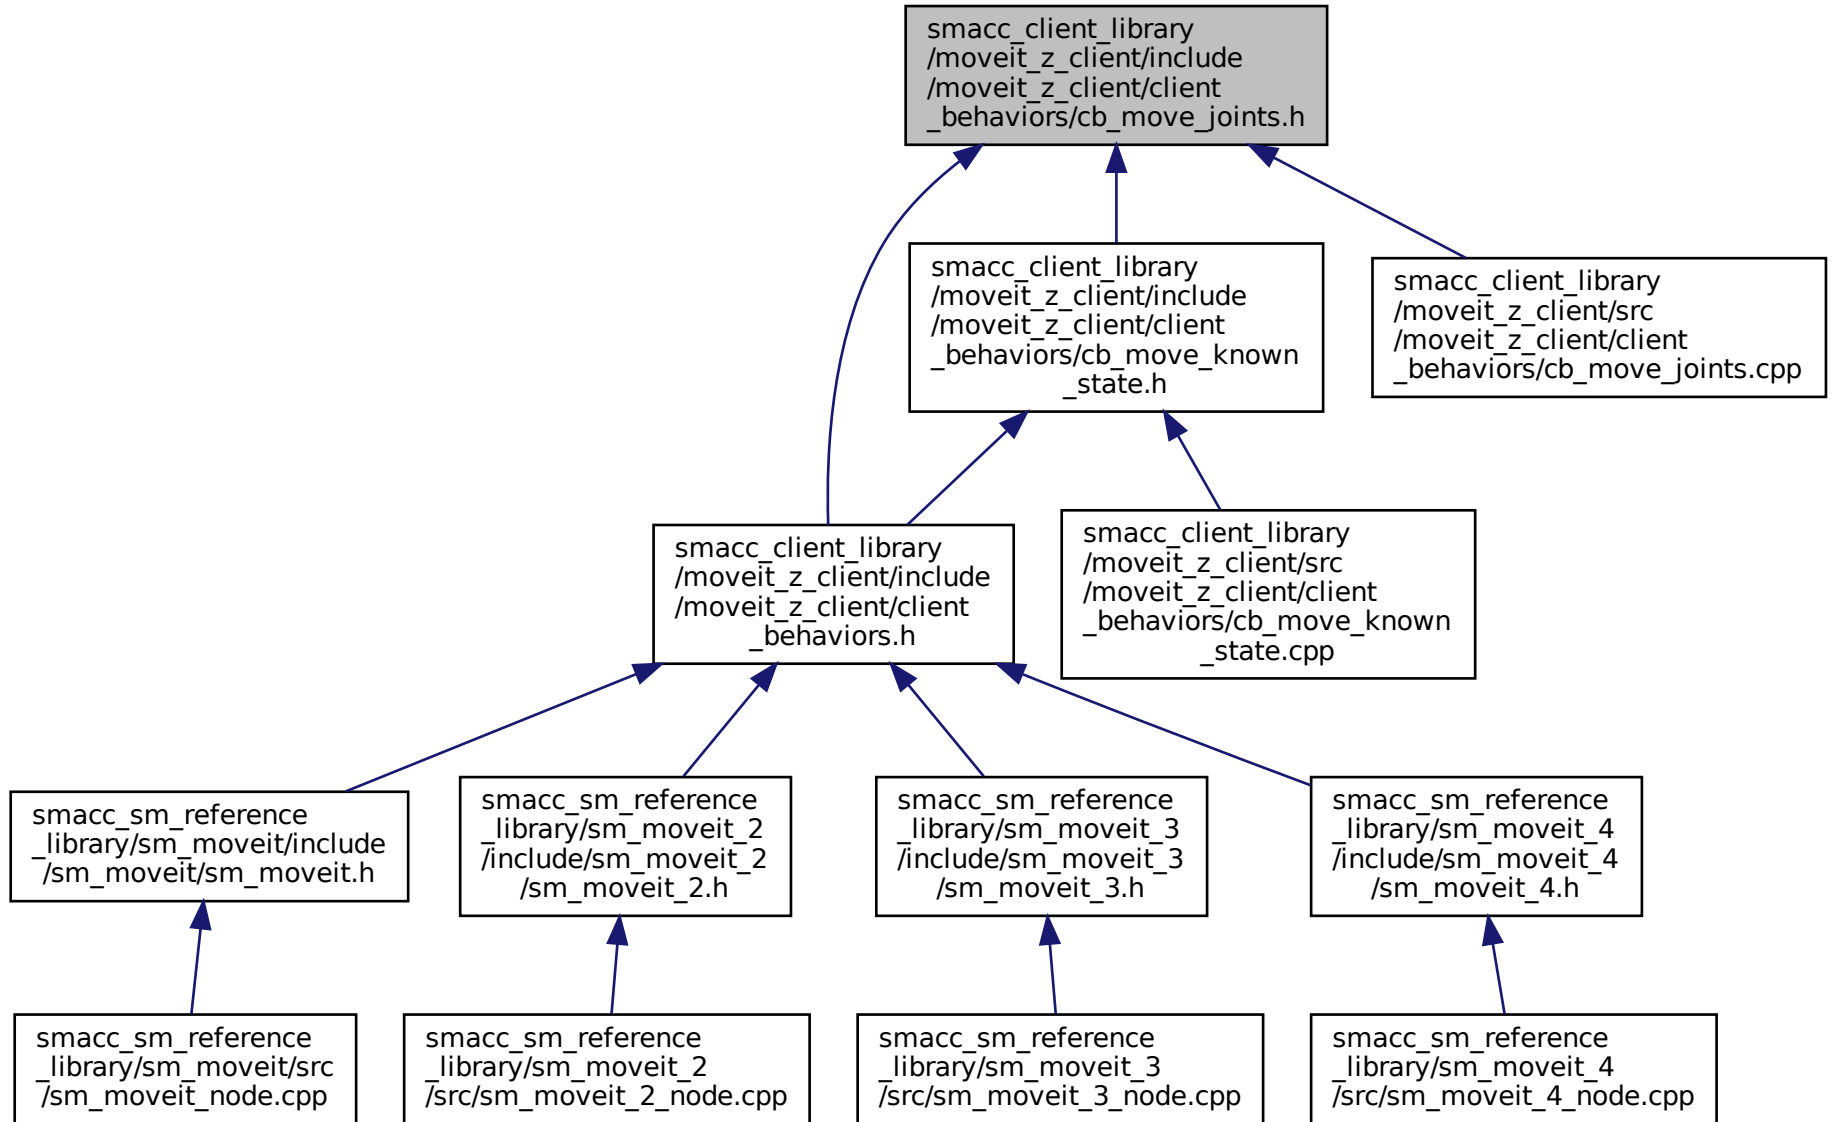 smacc_client_library
/moveit_z_client/include
/moveit_z_client/client
_behaviors/cb_move_joints.h
smacc_client_library
/moveit_z_client/include
/moveit_z_client/client
_behaviors/cb_move_known
_state.h
smacc_client_library
/moveit_z_client/src
/moveit_z_client/client
_behaviors/cb_move_joints.cpp
smacc_client_library
/moveit_z_client/include
/moveit_z_client/client
_behaviors.h
smacc_client_library
/moveit_z_client/src
/moveit_z_client/client
_behaviors/cb_move_known
_state.cpp
smacc_sm_reference
_library/sm_moveit/include
/sm_moveit/sm_moveit.h
smacc_sm_reference
_library/sm_moveit_2
/include/sm_moveit_2
/sm_moveit_2.h
smacc_sm_reference
_library/sm_moveit_3
/include/sm_moveit_3
/sm_moveit_3.h
smacc_sm_reference
_library/sm_moveit_4
/include/sm_moveit_4
/sm_moveit_4.h
smacc_sm_reference
_library/sm_moveit/src
/sm_moveit_node.cpp
smacc_sm_reference
_library/sm_moveit_2
/src/sm_moveit_2_node.cpp
smacc_sm_reference
_library/sm_moveit_3
/src/sm_moveit_3_node.cpp
smacc_sm_reference
_library/sm_moveit_4
/src/sm_moveit_4_node.cpp